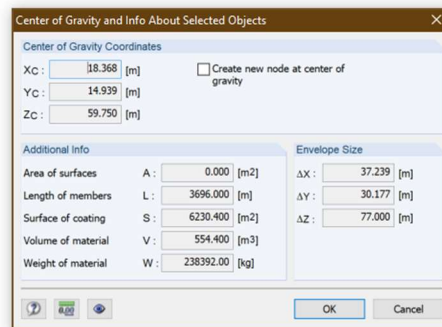 Center of Gravity and Info About Selected Objects
Center of Gravity Coordinates
XC : 18.368 [m]
Create new node at center of
gravity
YC : 14.939 [m]
ZC : 59.750 [m]
Additional Info
Area of surfaces A : 0.000 [m2]
Length of members L : 3696.000 [m]
Surface of coating S : 6230.400 [m2]
Volume of material V : 554.400 [m3]
Weight of material W : 238392.00 [kg]
Envelope Size
ΔX : 37.239 [m]
ΔY : 30.177 [m]
ΔZ : 77.000 [m]
0.00
OK Cancel